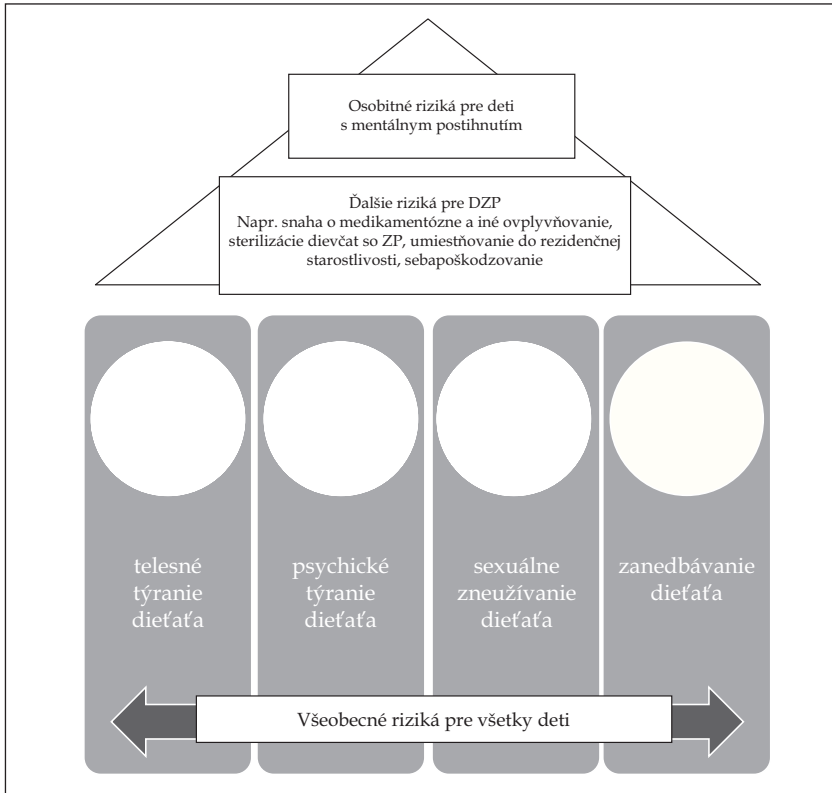 Osobitné riziká pre deti
s mentálnym postihnutím
Ďalšie riziká pre DZP
Napr. snaha o medikamentózne a iné ovplyvňovanie,
sterilizácie dievčat so ZP, umiestňovanie do rezidenčnej
starostlivosti, sebapoškodzovanie
telesné
týranie
dieťaťa
psychické
týranie
dieťaťa
sexuálne
zneužívanie
dieťaťa
zanedbávanie
dieťaťa
Všeobecné riziká pre všetky deti